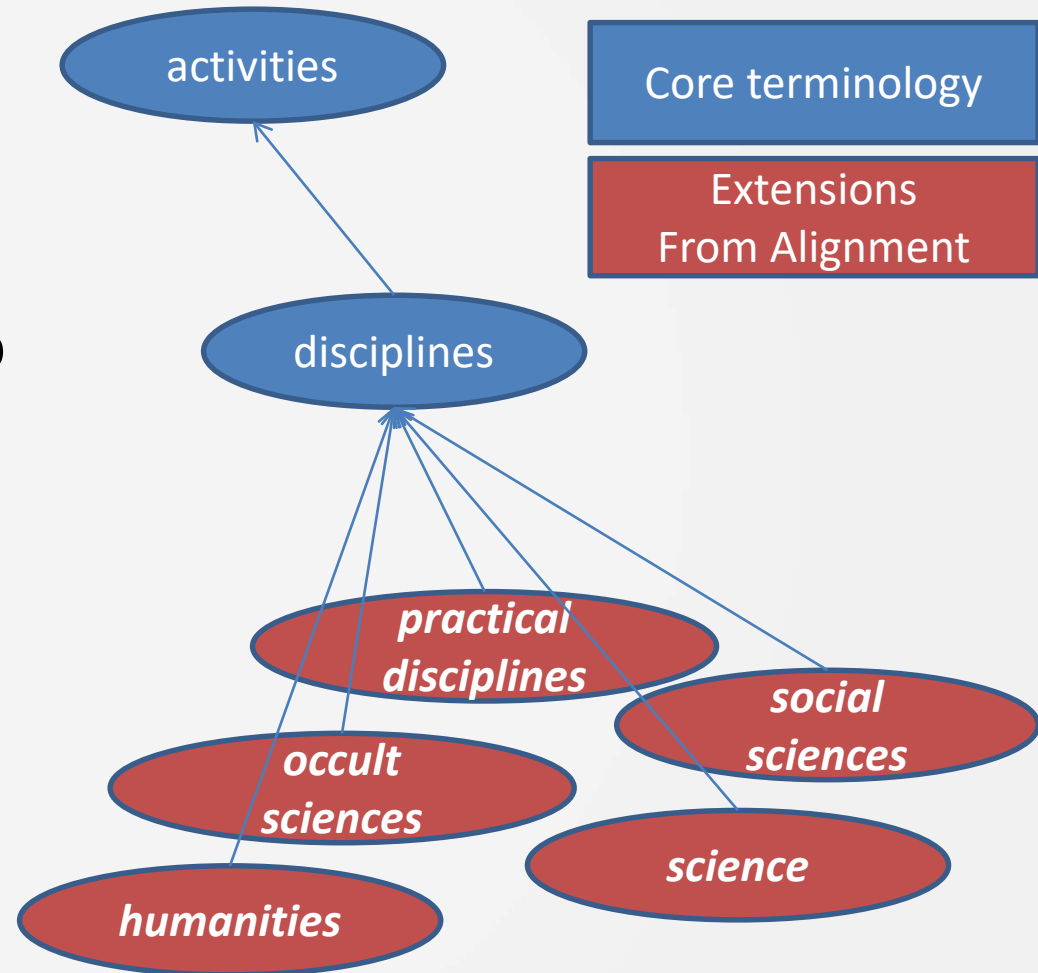 activities
Core terminology
Extensions
From Alignment
disciplines
practical
disciplines
social
sciences
occult
sciences
science
humanities